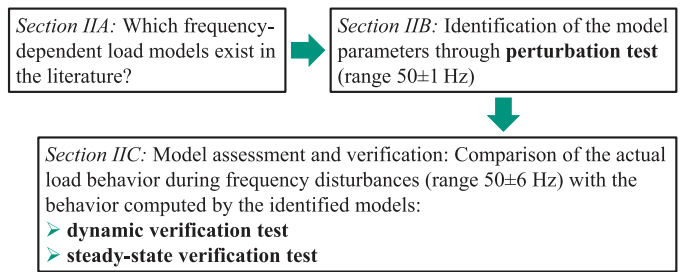 Section IIA: Which frequency-
dependent load models exist in
the literature?
Section IIB: Identification of the model
parameters through perturbation test
(range 50±1 Hz)
Section IIC: Model assessment and verification: Comparison of the actual
load behavior during frequency disturbances (range 50±6 Hz) with the
behavior computed by the identified models:
➢ dynamic verification test
➢ steady-state verification test